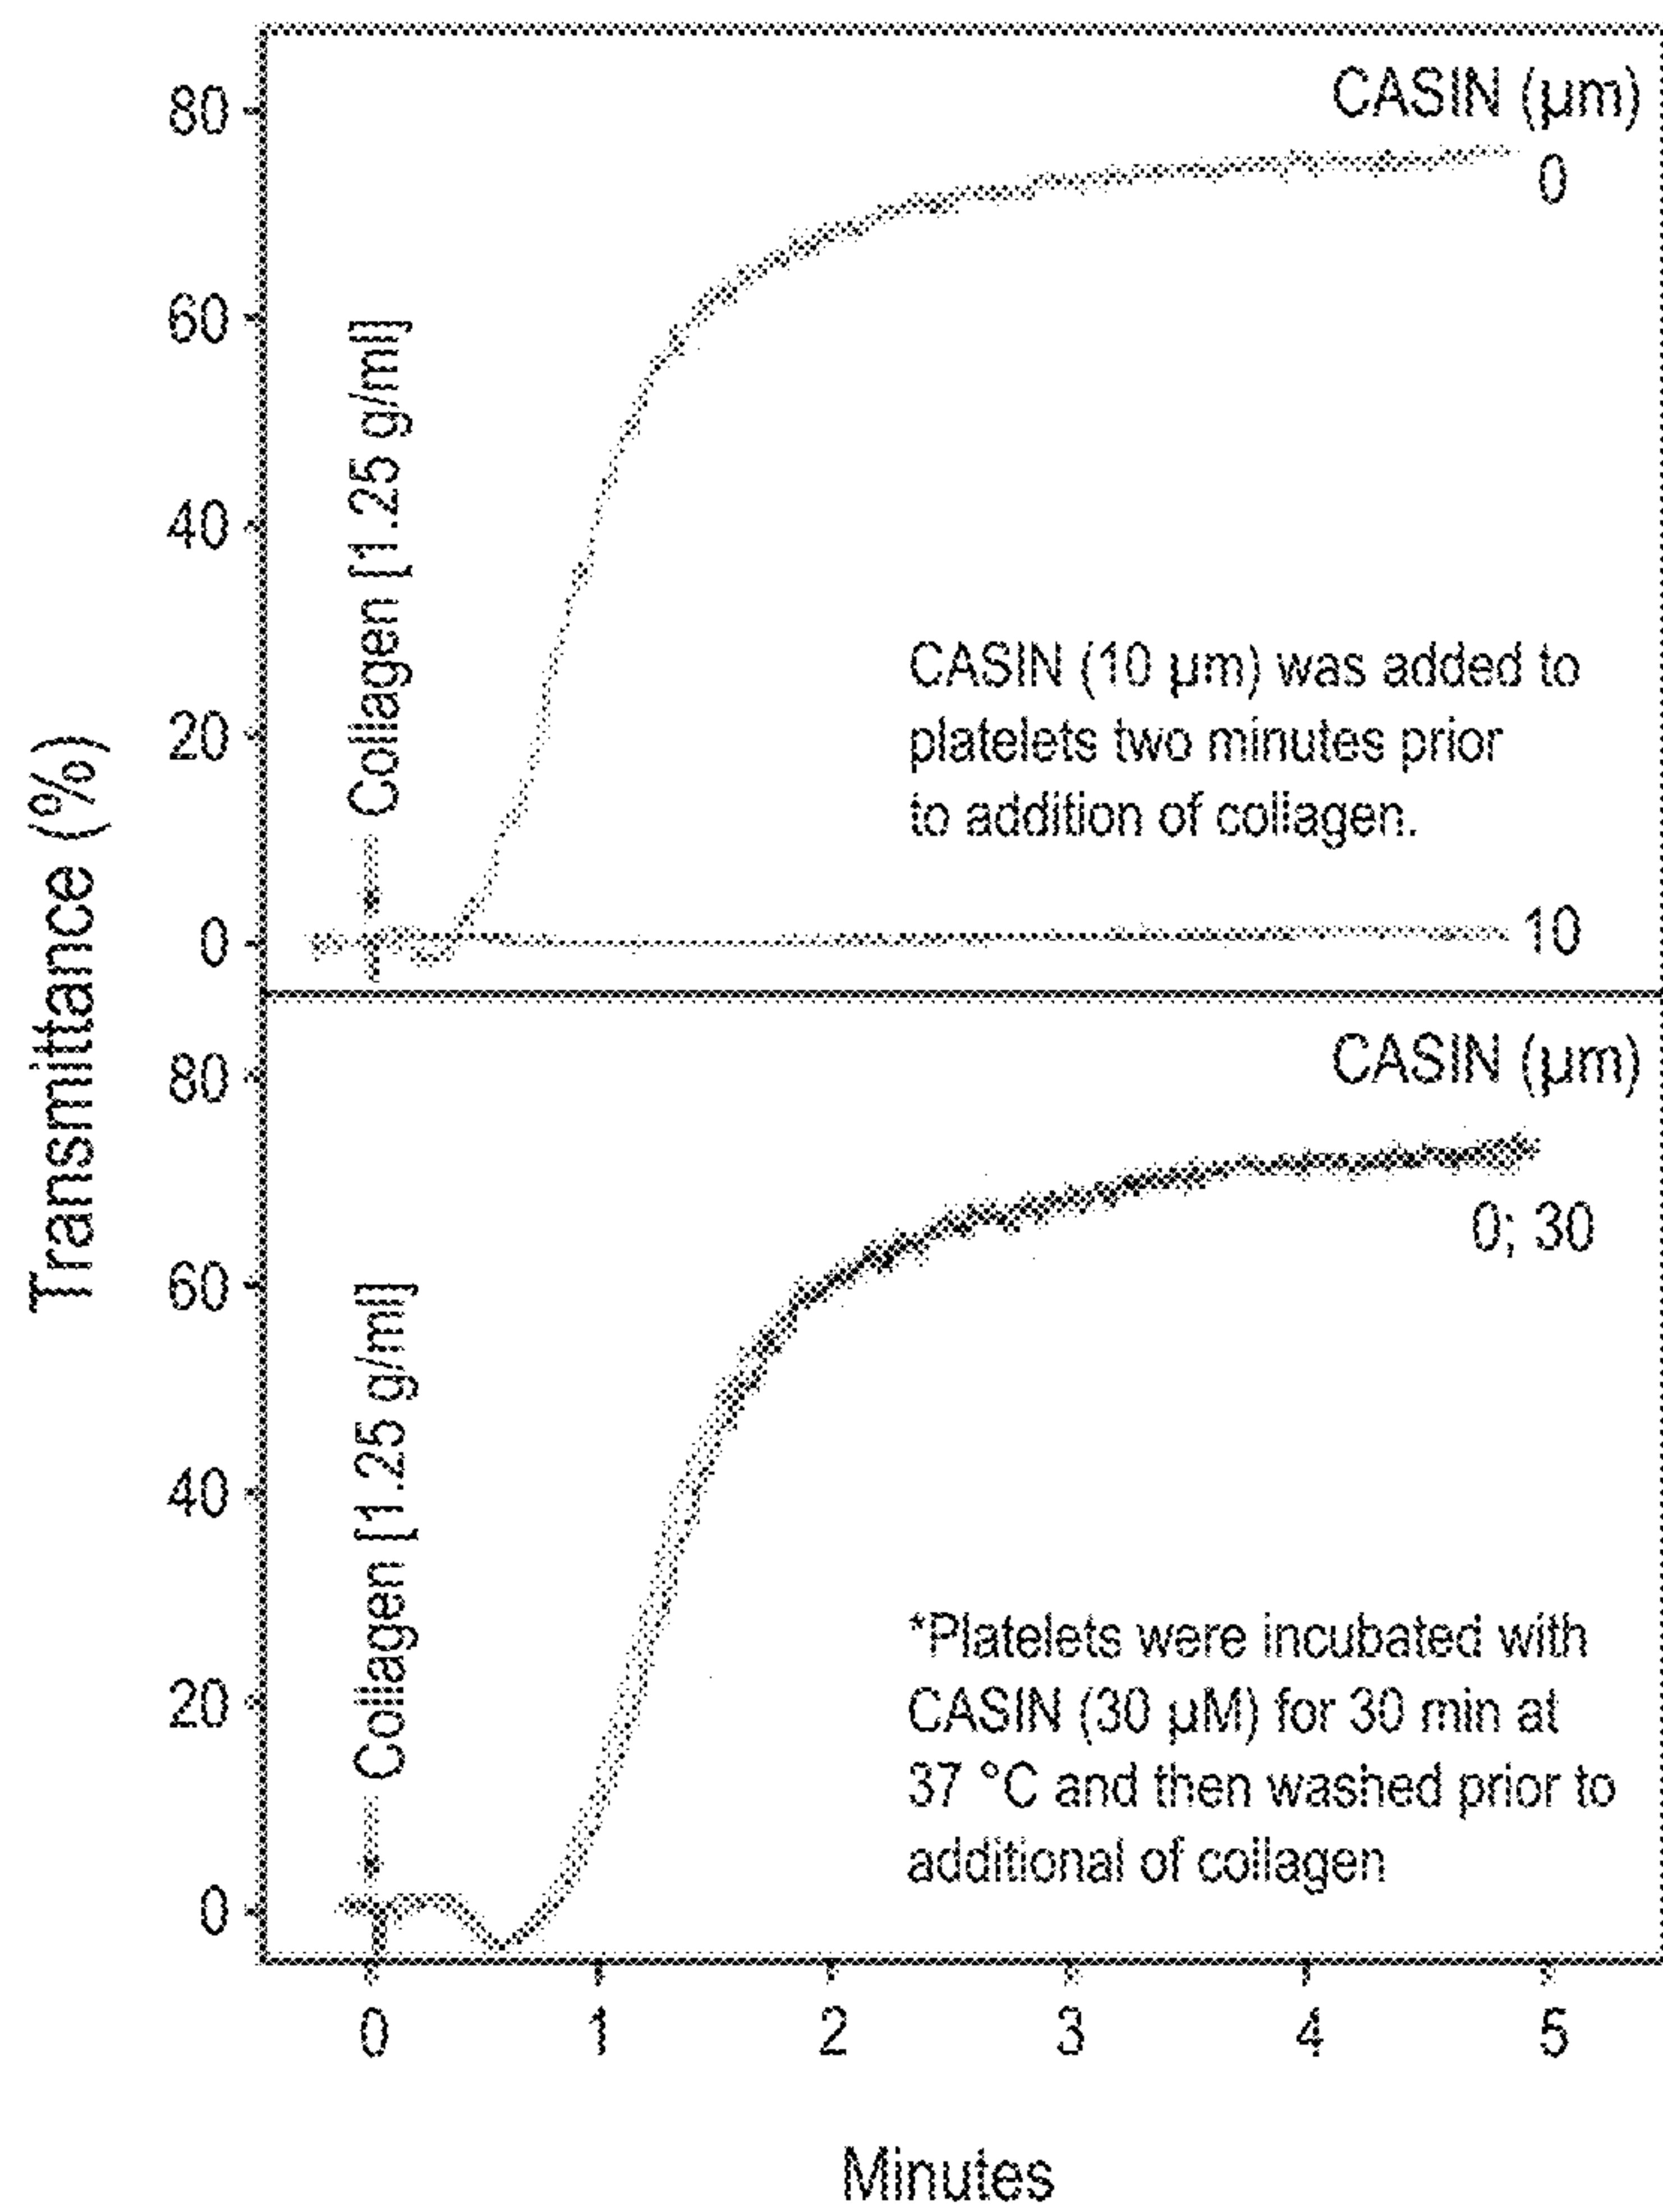 Transmittance (%)
80
60
40
20
0
Collagen [1.25 g/ml]
CASIN (µm)
0
CASIN (10 µm) was added to
platelets two minutes prior
to addition of collagen.
10
80
60
40
20
0
Collagen [1.25 g/ml]
CASIN (µm)
0; 30
*Platelets were incubated with
CASIN (30 µM) for 30 min at
37 °C and then washed prior to
additional of collagen
0 1 2 3 4 5
Minutes